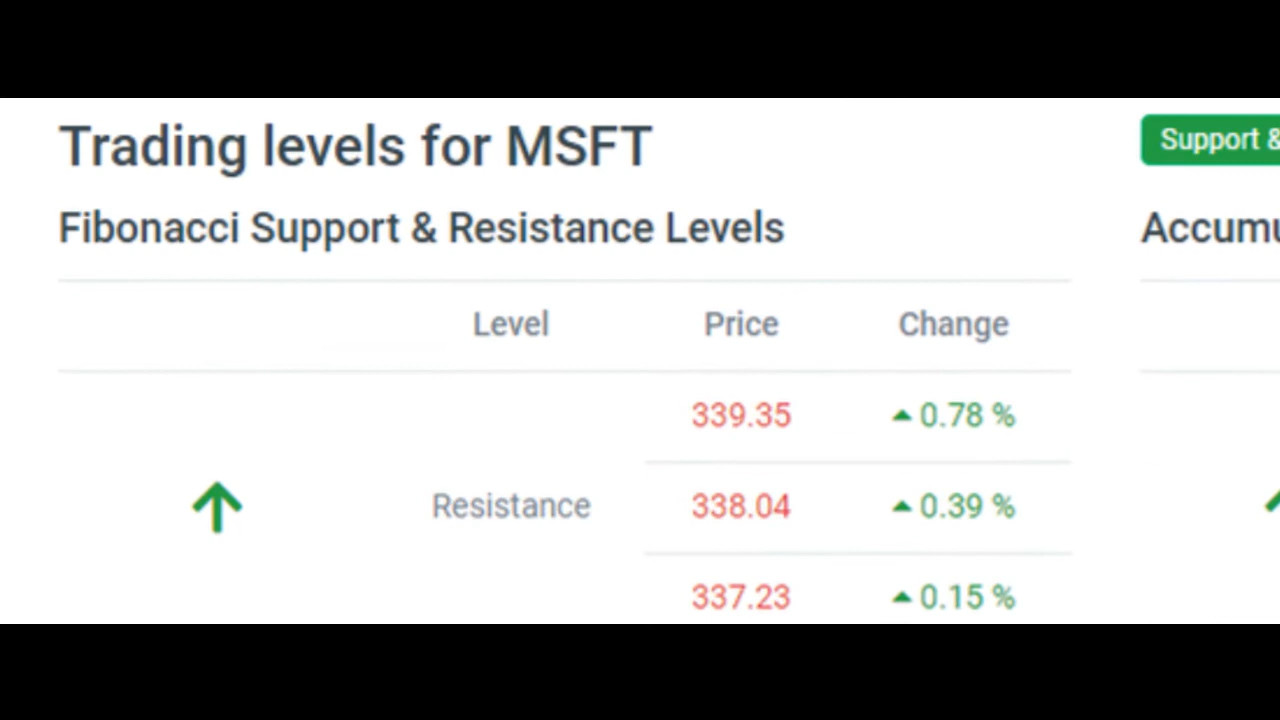 Trading levels for MSFT
Support &
Fibonacci Support & Resistance Levels
Level Price Change
339.35 0.78 %
Resistance 338.04 0.39 %
337.23 0.15 %